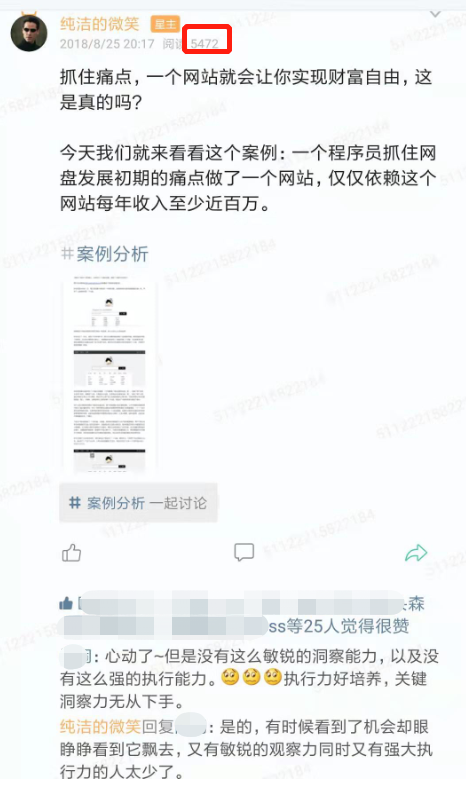 纯洁的微笑 星主
2018/8/25 20:17 阅读 5472
抓住痛点，一个网站就会让你实现财富自由，这
是真的吗？
今天我们就来看看这个案例：一个程序员抓住网
盘发展初期的痛点做了一个网站，仅仅依赖这个
网站每年收入至少近百万。
#案例分析
# 案例分析 一起讨论
森
ss等25人觉得很赞
：心动了~但是没有这么敏锐的洞察能力，以及没
有这么强的执行能力。🤨🤨🤨执行力好培养，关键
洞察力无从下手。
纯洁的微笑回复：是的，有时候看到了机会却眼
睁睁看到它飘去，又有敏锐的观察力同时又有强大执
行力的人太少了。
51122215822184